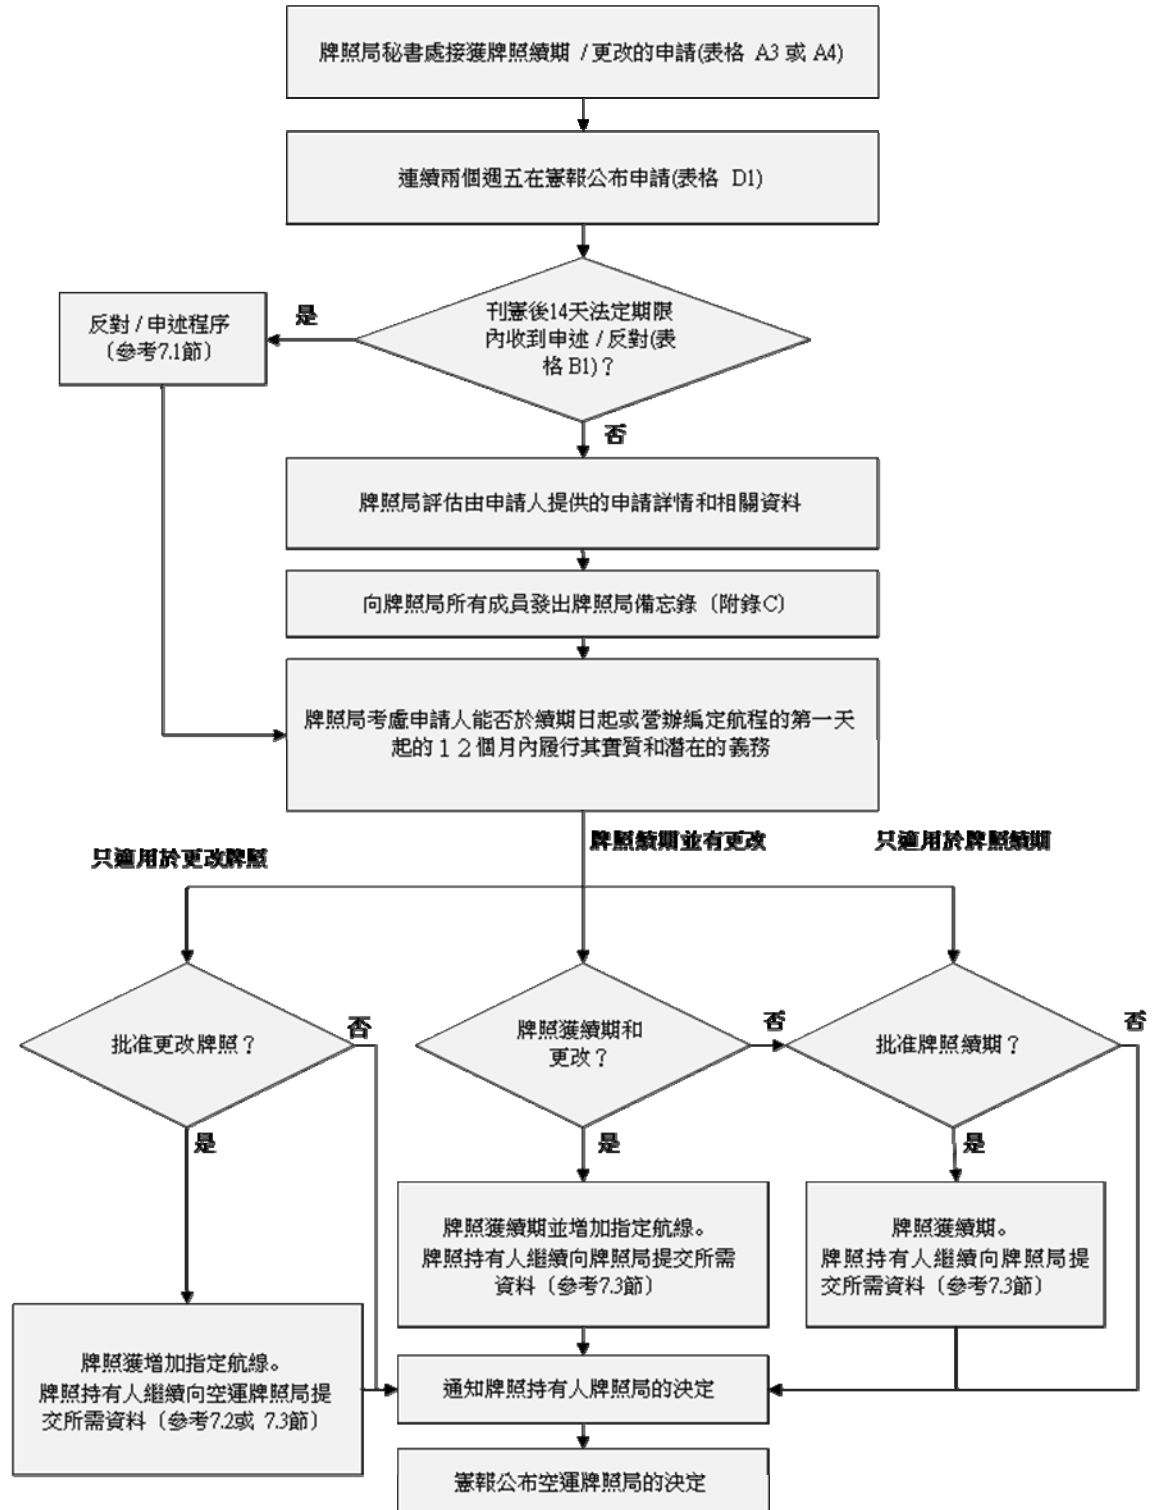 牌照局秘書處接獲牌照續期 / 更改的申請(表格 A3 或 A4)
連續兩個週五在憲報公布申請(表格 D1)
刊憲後14天法定期限
內收到申述 / 反對(表
格 B1)？
是
反對 / 申述程序
〔參考7.1節〕
否
牌照局評估由申請人提供的申請詳情和相關資料
向牌照局所有成員發出牌照局備忘錄〔附錄C〕
牌照局考慮申請人能否於續期日起或營辦編定航程的第一天
起的１２個月內履行其實質和潛在的義務
只適用於更改牌照
牌照續期並有更改
只適用於牌照續期
批准更改牌照？
否
牌照獲續期和
更改？
否
批准牌照續期？
否
是
是
是
牌照獲續期並增加指定航線。
牌照持有人繼續向牌照局提交所需
資料〔參考7.3節〕
牌照獲續期。
牌照持有人繼續向牌照局提
交所需資料〔參考7.3節〕
牌照獲增加指定航線。
牌照持有人繼續向空運牌照局提
交所需資料〔參考7.2或 7.3節〕
通知牌照持有人牌照局的決定
憲報公布空運牌照局的決定